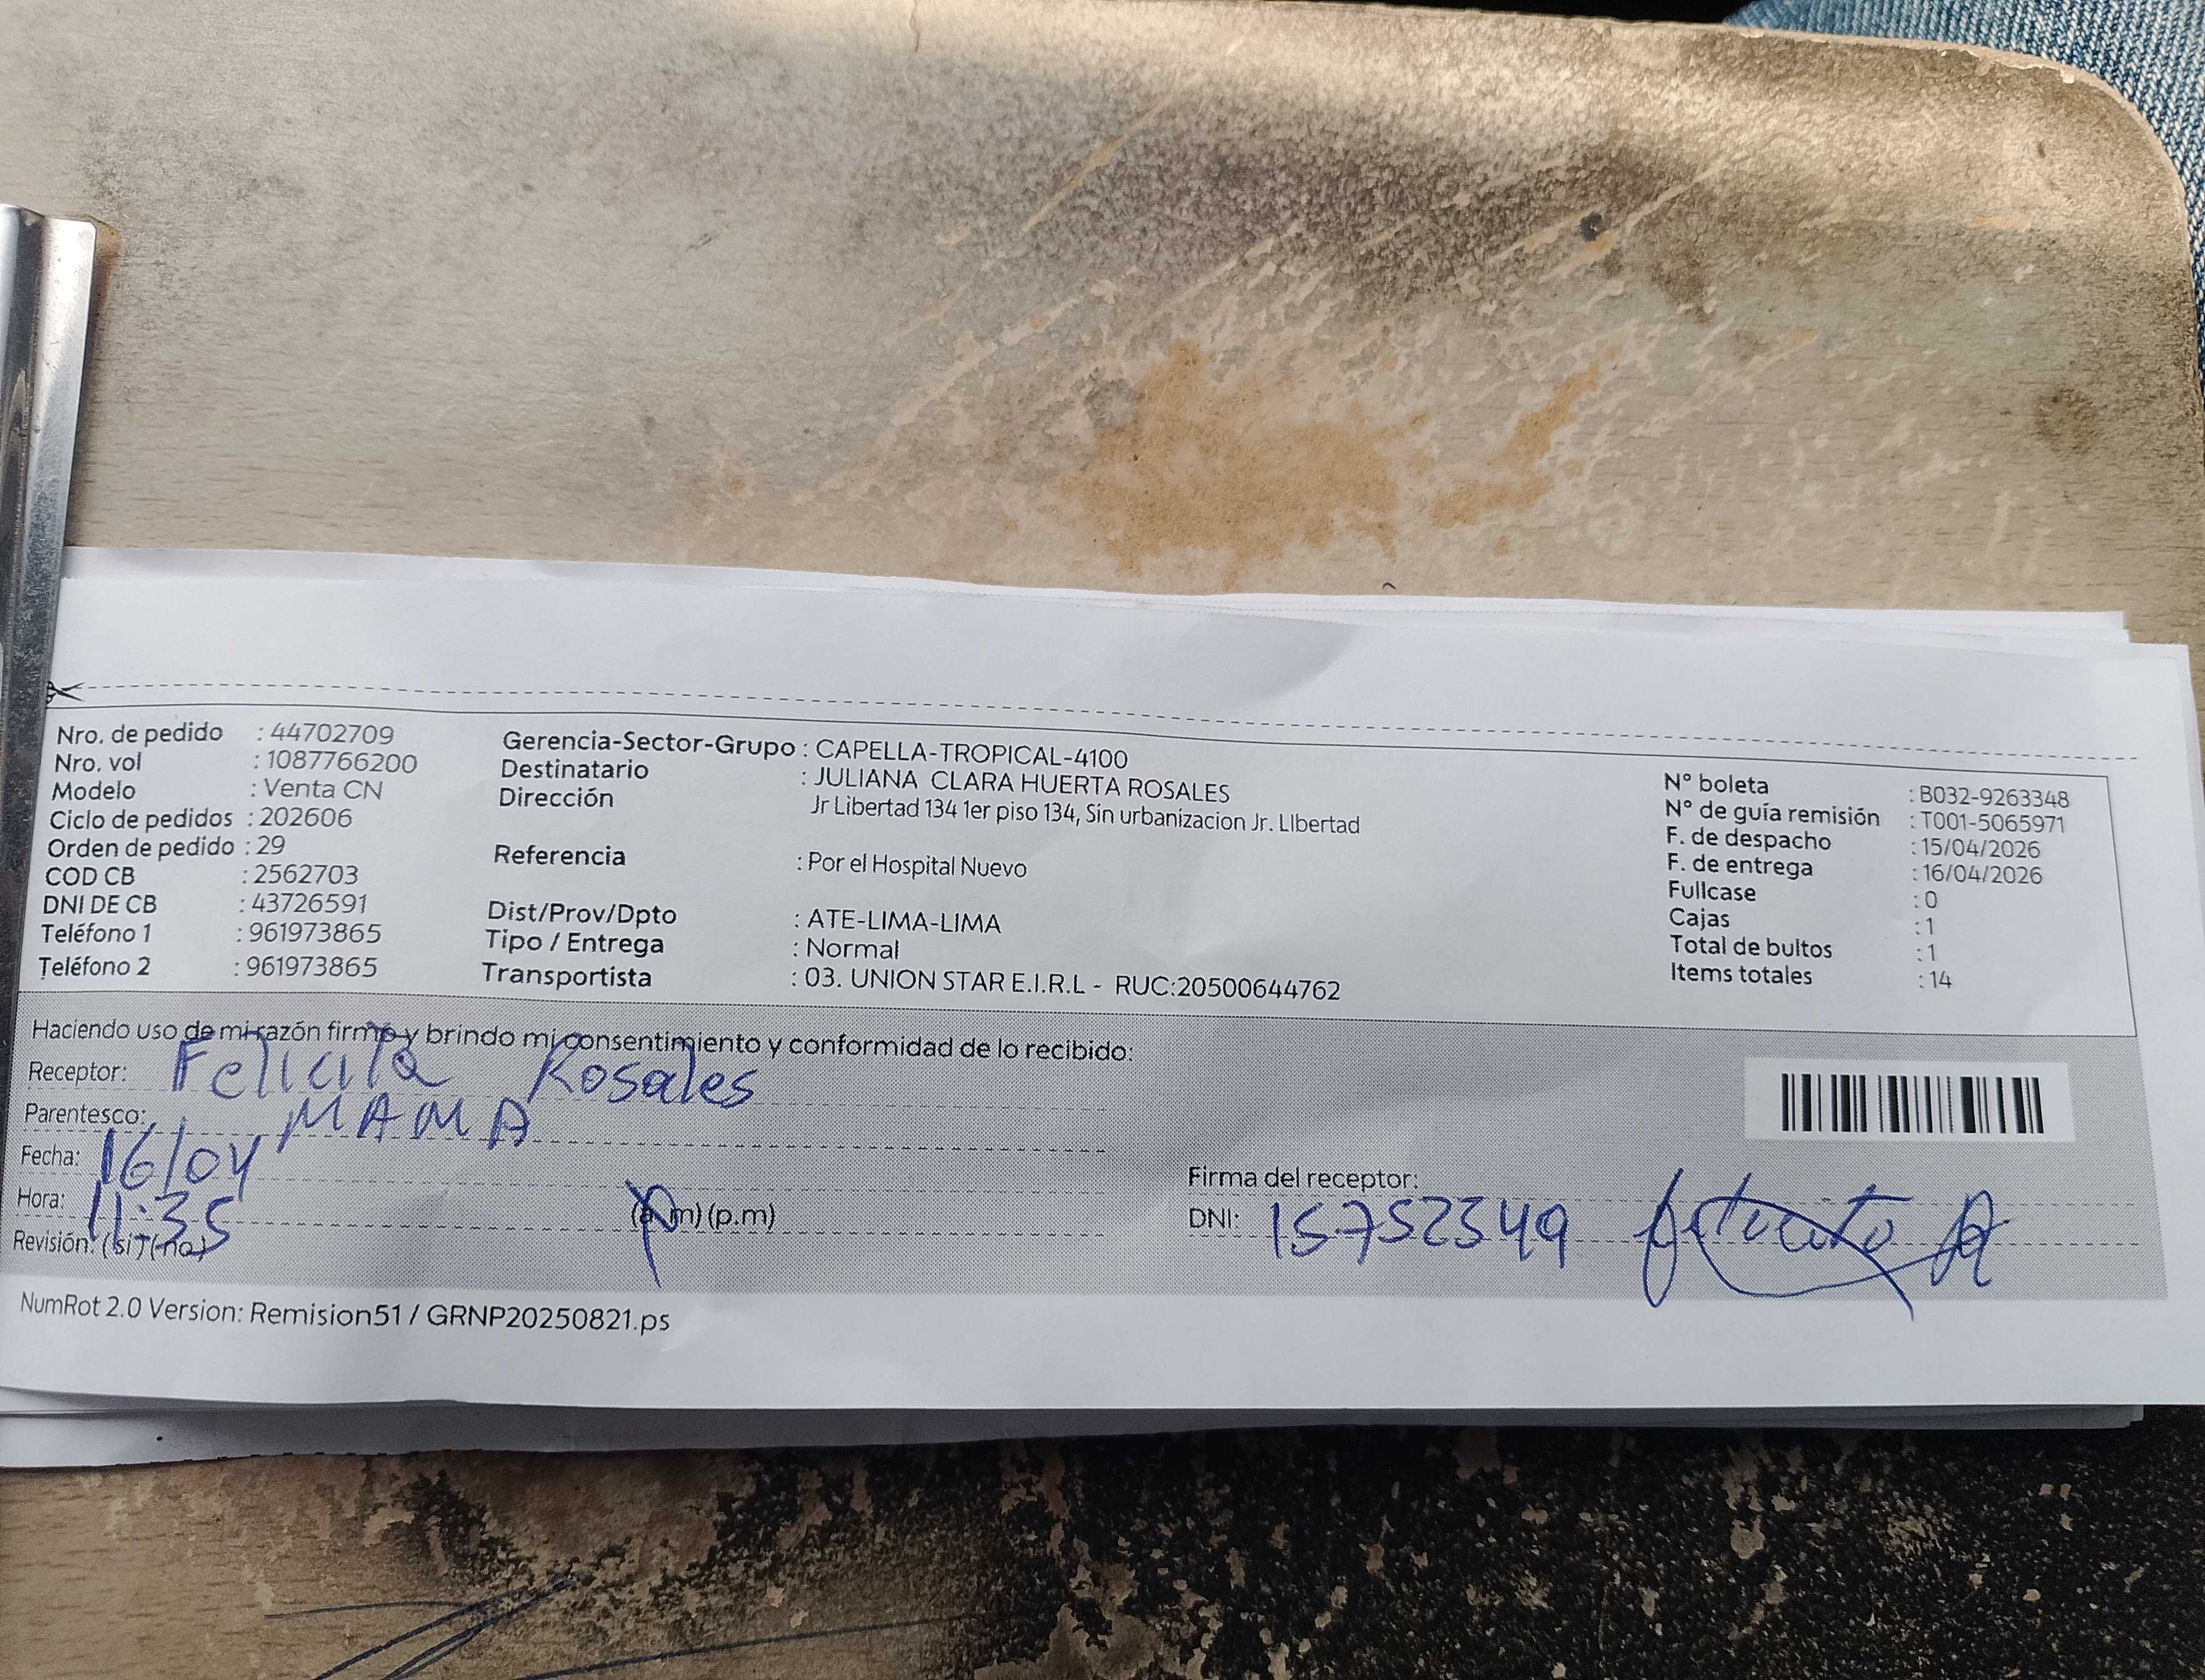 Nro. de pedido : 44702709
Nro. vol : 1087766200
Modelo : Venta CN
Ciclo de pedidos : 202606
Orden de pedido : 29
COD CB : 2562703
DNI DE CB : 43726591
Teléfono 1 : 961973865
Teléfono 2 : 961973865
Gerencia-Sector-Grupo : CAPELLA-TROPICAL-4100
Destinatario : JULIANA CLARA HUERTA ROSALES
Dirección Jr Libertad 134 1er piso 134, Sin urbanizacion Jr. LIbertad
Referencia : Por el Hospital Nuevo
Dist/Prov/Dpto : ATE-LIMA-LIMA
Tipo / Entrega : Normal
Transportista : 03. UNION STAR E.I.R.L - RUC:20500644762
N° boleta : B032-9263348
N° de guía remisión : T001-5065971
F. de despacho : 15/04/2026
F. de entrega : 16/04/2026
Fullcase : 0
Cajas : 1
Total de bultos : 1
Items totales : 14
Haciendo uso de mi razón firmo y brindo mi consentimiento y conformidad de lo recibido:
Receptor: Felicita Rosales
Parentesco: MAMA
Fecha: 16/04
Hora: 11:35 (a.m) (p.m)
Revisión: (si) (no)
Firma del receptor:
DNI: 15752349
NumRot 2.0 Version: Remision51 / GRNP20250821.ps